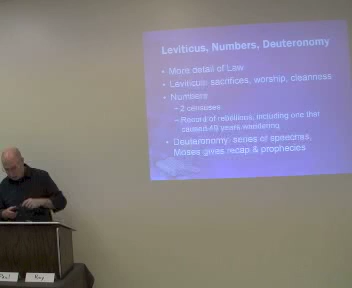 Leviticus, Numbers, Deuteronomy
• More detail of Law
• Leviticus: sacrifices, worship, cleanness
• Numbers
– 2 censuses
– Record of rebellions, including one that
caused 40 years wandering
• Deuteronomy: series of speeches,
Moses gives recap & prophecies
Paul